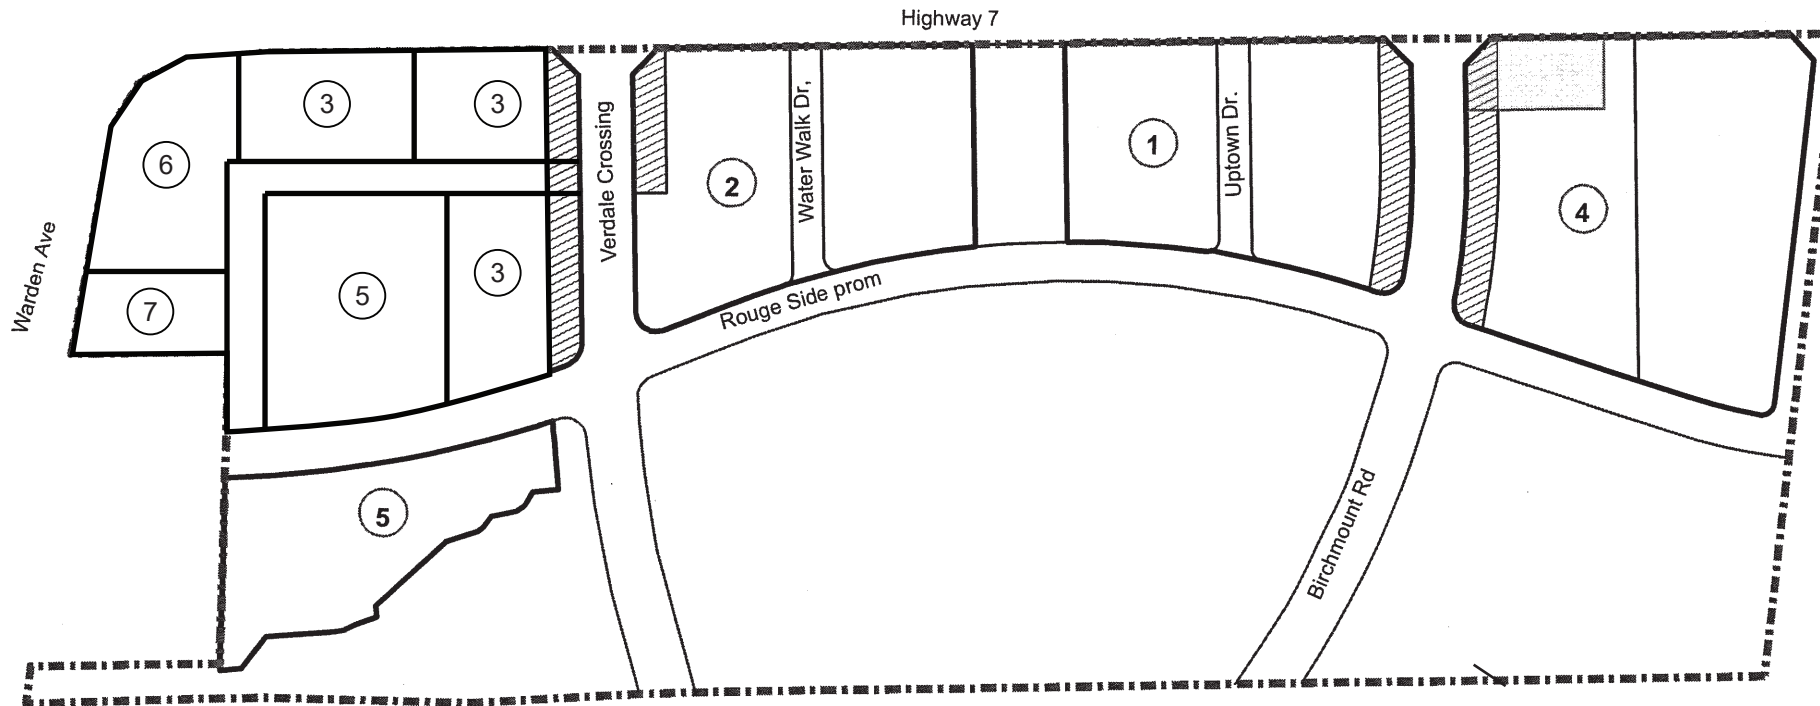 Highway 7
3
3
6
Verdale Crossing
2
Water Walk Dr,
1
Uptown Dr.
4
Warden Ave
7
5
3
Rouge Side prom
5
Birchmount Rd